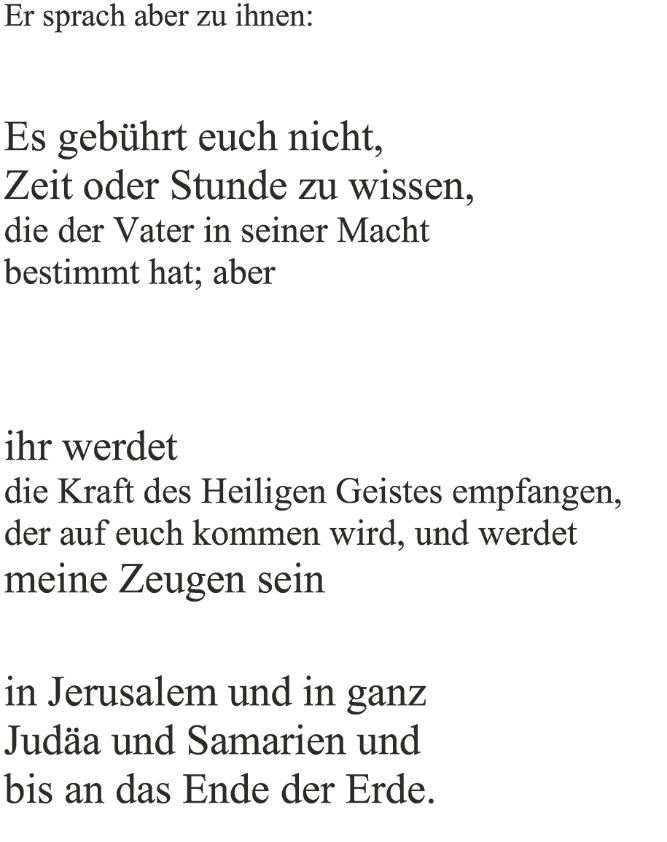 Er sprach aber zu ihnen:
Es gebührt euch nicht,
Zeit oder Stunde zu wissen,
die der Vater in seiner Macht
bestimmt hat; aber
ihr werdet
die Kraft des Heiligen Geistes empfangen,
der auf euch kommen wird, und werdet
meine Zeugen sein
in Jerusalem und in ganz
Judäa und Samarien und
bis an das Ende der Erde.